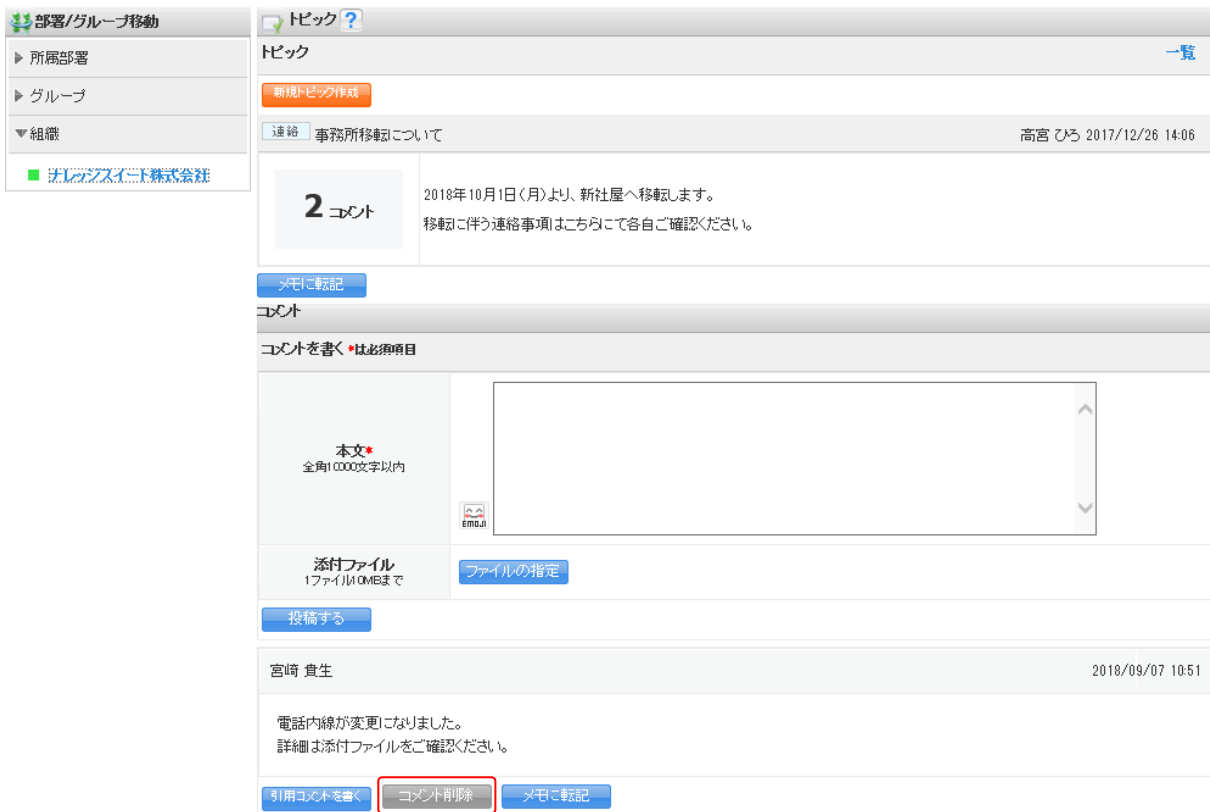 部署/グループ移動
所属部署
グループ
組織
ナレッジスイート株式会社
トピック ?
トピック 一覧
新規トピック作成
連絡 事務所移転について 高宮 ひろ 2017/12/26 14:06
2 コメント
2018年10月1日(月)より、新社屋へ移転します。
移転に伴う連絡事項はこちらにて各自ご確認ください。
メモに転記
コメント
コメントを書く *は必須項目
本文*
全角10000文字以内
EMOJI
添付ファイル
1ファイル10MBまで
ファイルの指定
投稿する
宮崎 貴生 2018/09/07 10:51
電話内線が変更になりました。
詳細は添付ファイルをご確認ください。
引用コメントを書く コメント削除 メモに転記